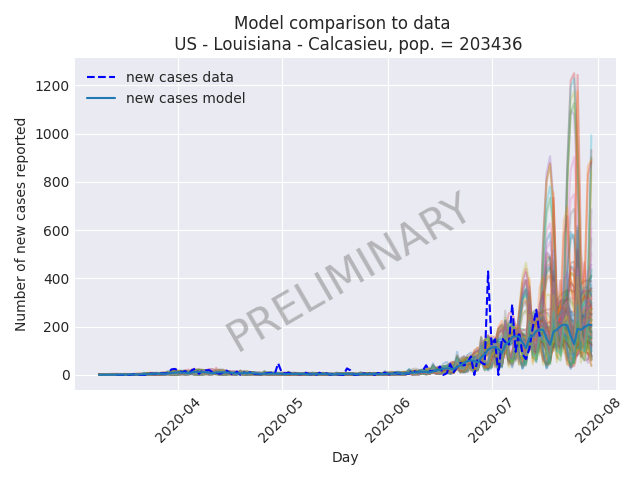 Model comparison to data
US - Louisiana - Calcasieu, pop. = 203436
new cases data
new cases model
Number of new cases reported
1200
1000
800
600
400
200
0
PRELIMINARY
2020-04
2020-05
2020-06
2020-07
2020-08
Day